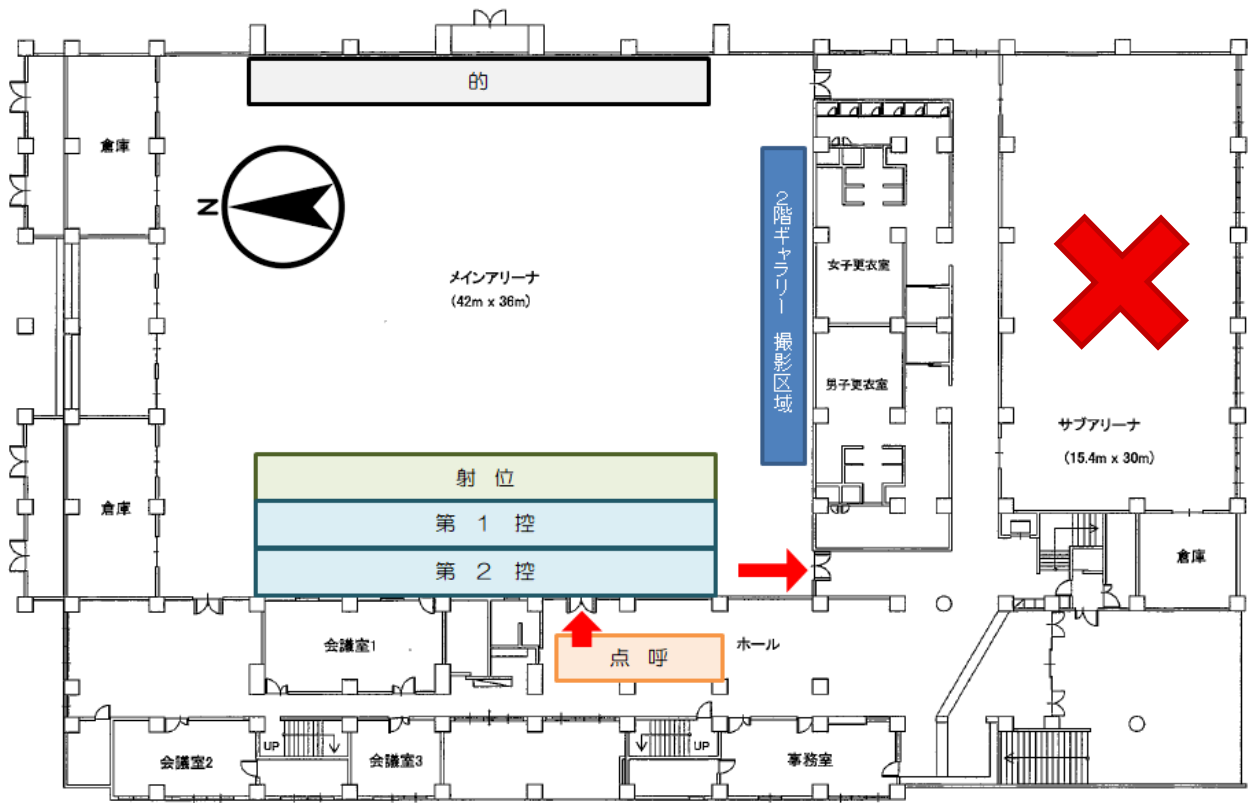 的
倉庫
N
2階ギャラリー 撮影区域
メインアリーナ
(42m x 36m)
女子更衣室
男子更衣室
サブアリーナ
(15.4m x 30m)
射 位
倉庫
第 1 控
第 2 控
倉庫
会議室1
点 呼
ホール
UP
UP
会議室2
会議室3
事務室